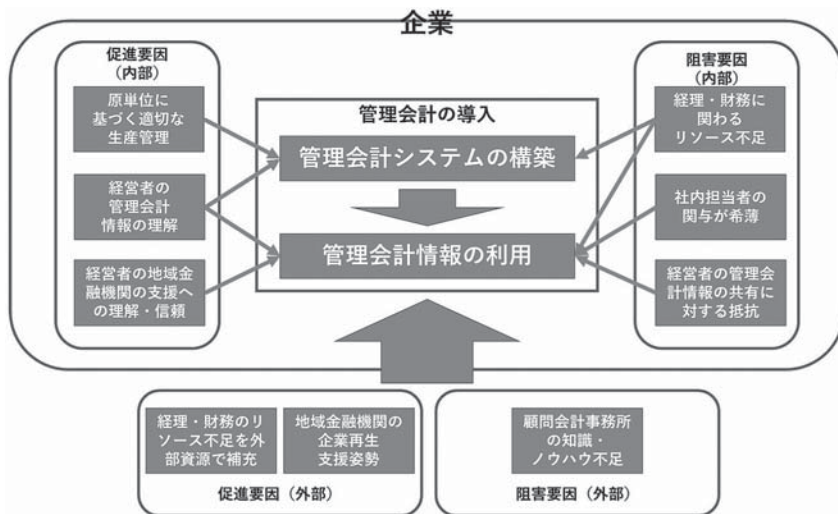 企業
促進要因
（内部）
原単位に
基づく適切な
生産管理
経営者の
管理会計
情報の理解
経営者の地域金
融機関の支援へ
の理解・信頼
管理会計の導入
管理会計システムの構築
管理会計情報の利用
阻害要因
（内部）
経理・財務に
関わる
リソース不足
社内担当者の
関与が希薄
経営者の管理会
計情報の共有に
対する抵抗
経理・財務のリ
ソース不足を外
部資源で補充
地域金融機関の
企業再生
支援姿勢
促進要因（外部）
顧問会計事務所
の知識・
ノウハウ不足
阻害要因（外部）